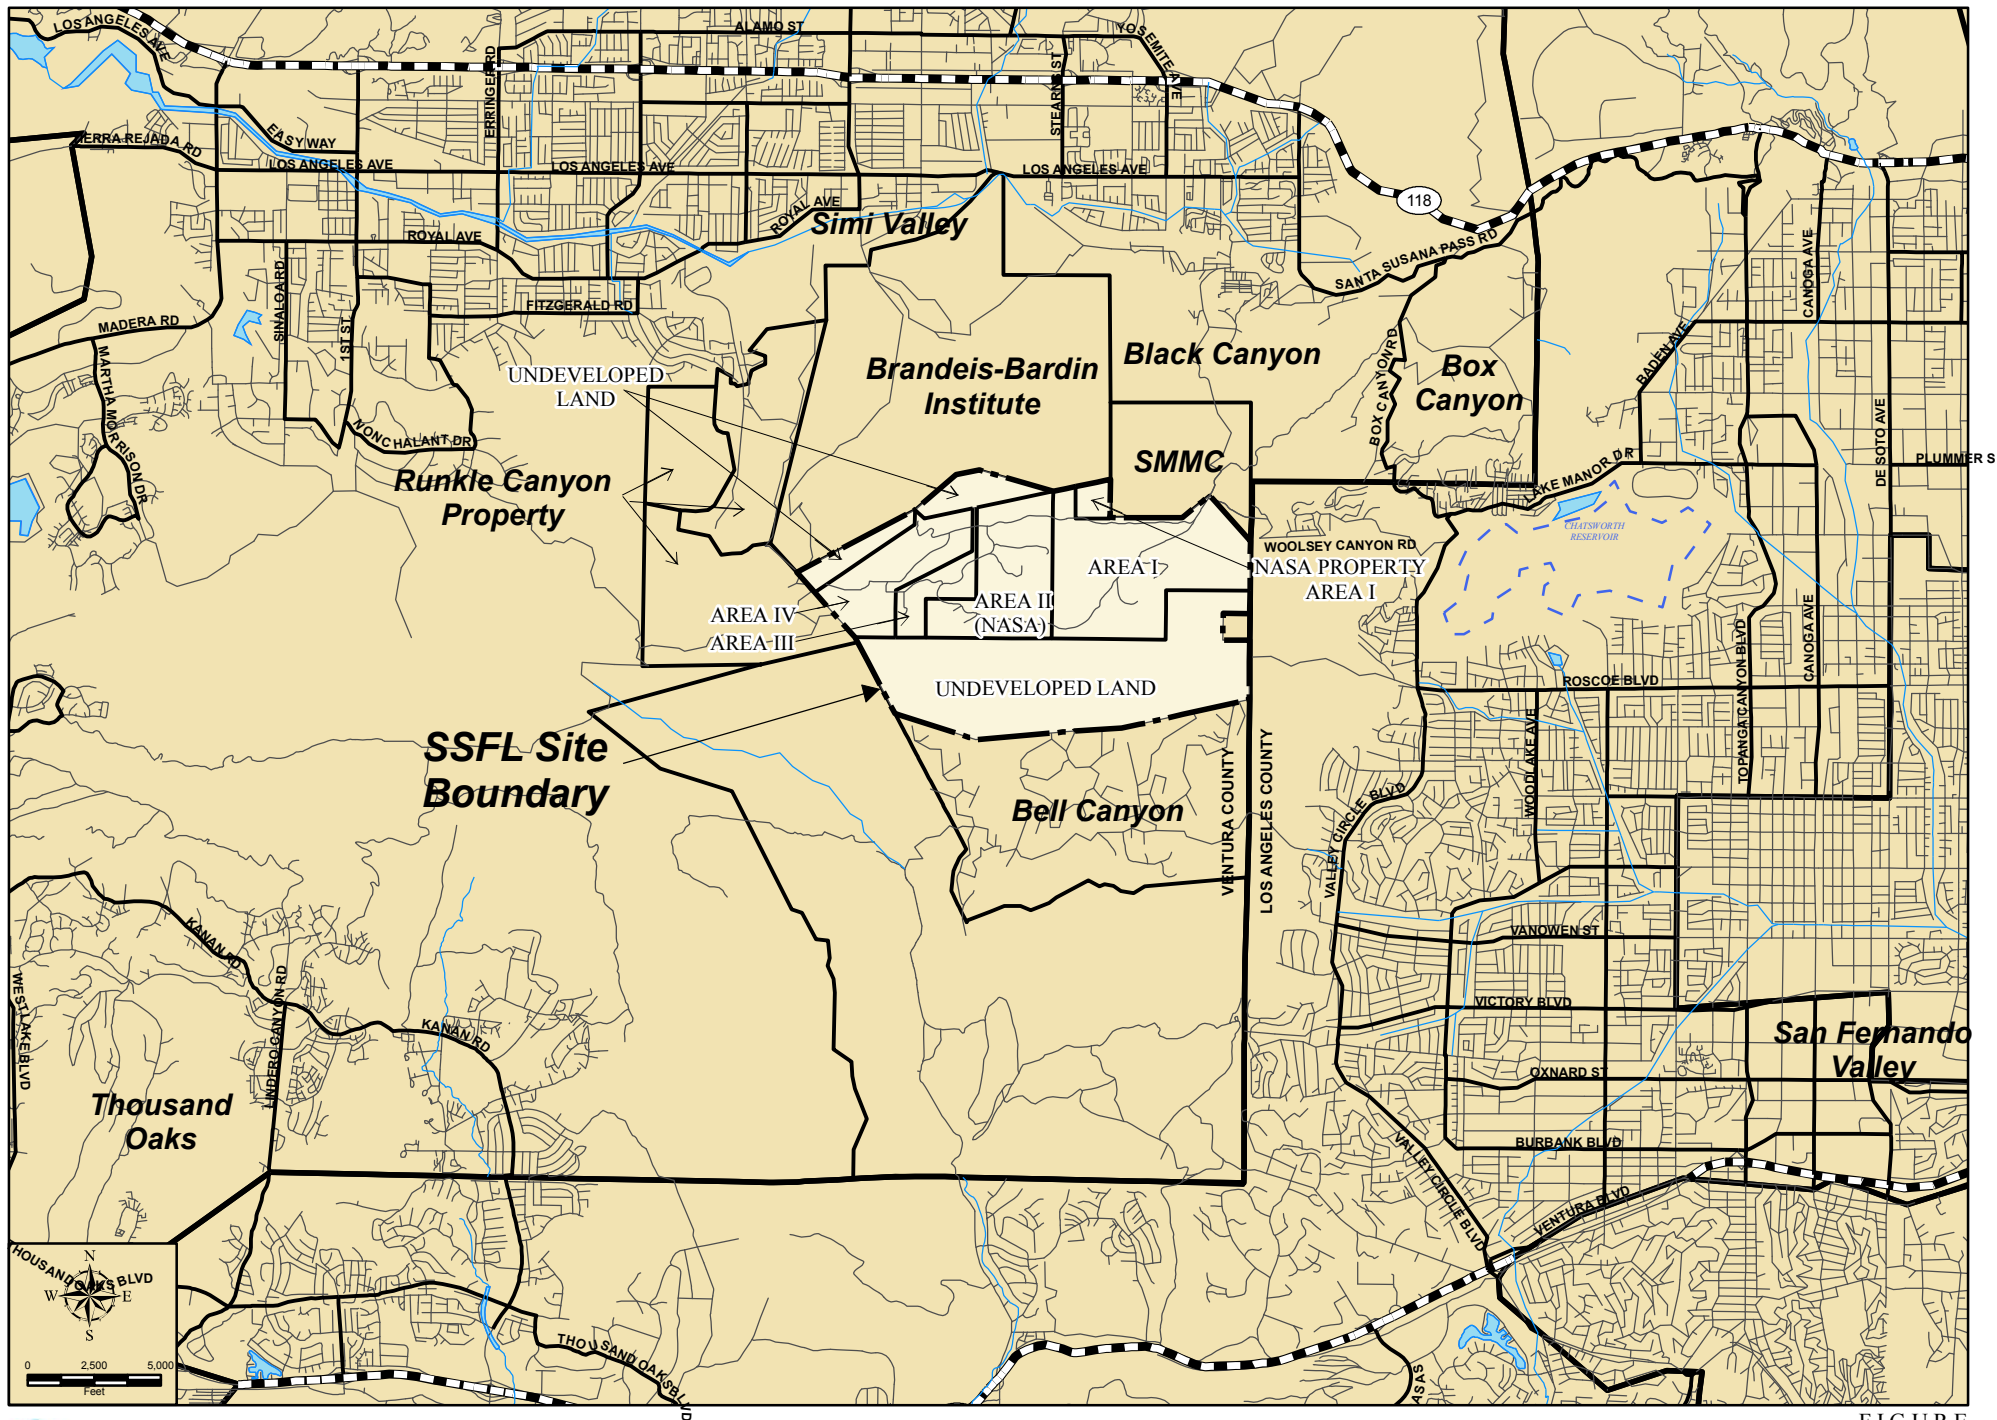 LOS ANGELES AVE
ALAMO ST
YOSEMITE AVE
ERRINGER RD
STEARNS ST
EASY WAY
IERRA REJADA RD
LOS ANGELES AVE
LOS ANGELES AVE
LOS ANGELES AVE
118
ROYAL AVE
Simi Valley
ROYAL AVE
SANTA SUSANA PASS RD
CANOGA AVE
SINALOA RD
FITZGERALD RD
MADERA RD
1ST ST
MARTHA MORRISON DR
Black Canyon
BOX CANYON RD
Box
Canyon
BADEN AVE
Brandeis-Bardin
Institute
UNDEVELOPED
LAND
NONCHALANT DR
DE SOTO AVE
PLUMMER S
Runkle Canyon
Property
SMMC
LAKE MANOR DR
CHATSWORTH
RESERVOIR
WOOLSEY CANYON RD
AREA I
NASA PROPERTY
AREA I
AREA IV
AREA III
AREA II
(NASA)
CANOGA AVE
TOPANGA CANYON BLVD
UNDEVELOPED LAND
ROSCOE BLVD
WOODLAKE AVE
SSFL Site
Boundary
Bell Canyon
VENTURA COUNTY
LOS ANGELES COUNTY
VALLEY CIRCLE BLVD
KANAN RD
VANOWEN ST
WESTLAKE BLVD
LINDERO CANYON RD
KANAN RD
VICTORY BLVD
San Fernando
Valley
OXNARD ST
Thousand
Oaks
BURBANK BLVD
VALLEY CIRCLE BLVD
VENTURA BLVD
HOUSAND OAKS BLVD
N
W E
S
0 2,500 5,000
Feet
THOUSAND OAKS BLVD
ASAS
FIGURE